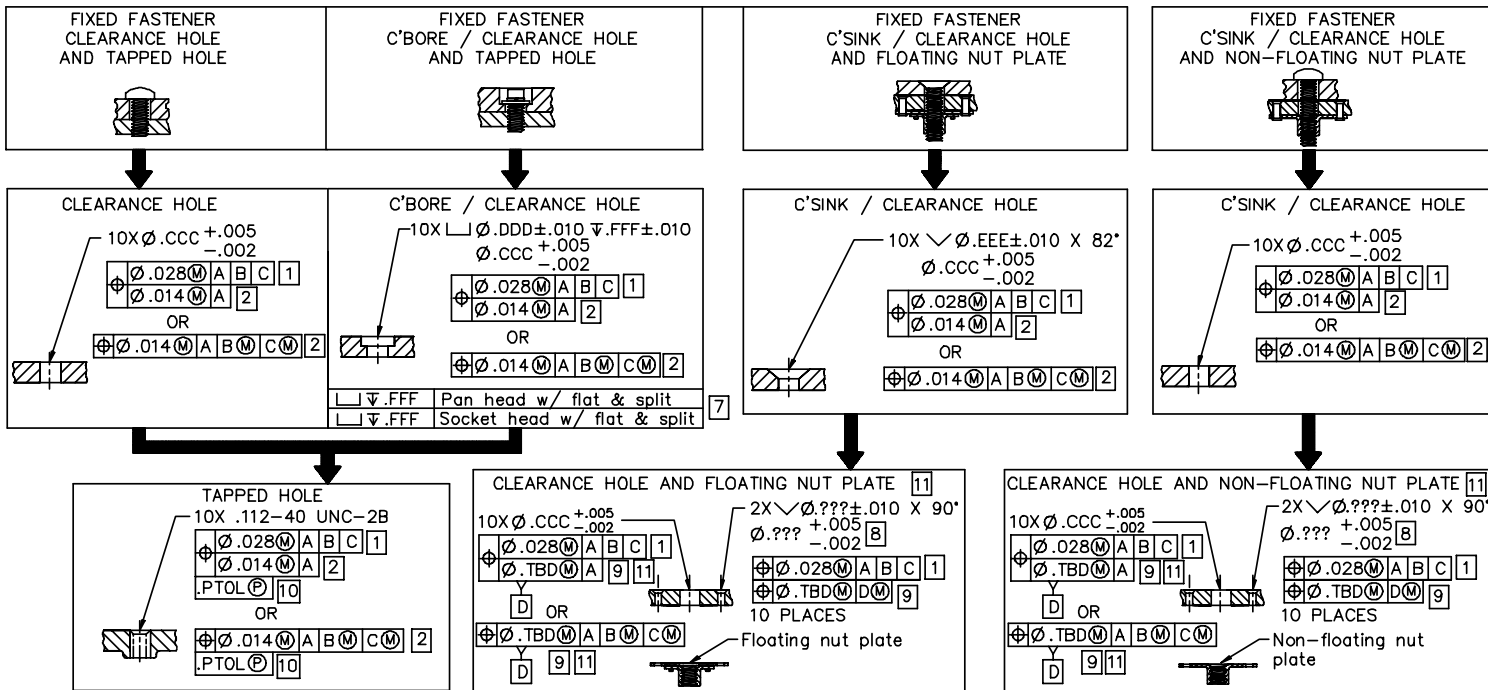 FIXED FASTENER
CLEARANCE HOLE
AND TAPPED HOLE
FIXED FASTENER
C'BORE / CLEARANCE HOLE
AND TAPPED HOLE
FIXED FASTENER
C'SINK / CLEARANCE HOLE
AND FLOATING NUT PLATE
FIXED FASTENER
C'SINK / CLEARANCE HOLE
AND NON-FLOATING NUT PLATE
CLEARANCE HOLE
10X Ø.CCC +.005
-.002
⌖ Ø.028Ⓜ A B C 1
Ø.014Ⓜ A 2
OR
⌖ Ø.014Ⓜ A BⓂ CⓂ 2
C'BORE / CLEARANCE HOLE
10X ⌴ Ø.DDD±.010 ↧.FFF±.010
Ø.CCC +.005
-.002
⌖ Ø.028Ⓜ A B C 1
Ø.014Ⓜ A 2
OR
⌖ Ø.014Ⓜ A BⓂ CⓂ 2
⌴ ↧.FFF Pan head w/ flat & split
⌴ ↧.FFF Socket head w/ flat & split
7
C'SINK / CLEARANCE HOLE
10X ⌵ Ø.EEE±.010 X 82°
Ø.CCC +.005
-.002
⌖ Ø.028Ⓜ A B C 1
Ø.014Ⓜ A 2
OR
⌖ Ø.014Ⓜ A BⓂ CⓂ 2
C'SINK / CLEARANCE HOLE
10X Ø.CCC +.005
-.002
⌖ Ø.028Ⓜ A B C 1
Ø.014Ⓜ A 2
OR
⌖ Ø.014Ⓜ A BⓂ CⓂ 2
TAPPED HOLE
10X .112-40 UNC-2B
⌖ Ø.028Ⓜ A B C 1
Ø.014Ⓜ A 2
.PTOLⓅ 10
OR
⌖ Ø.014Ⓜ A BⓂ CⓂ 2
.PTOLⓅ 10
CLEARANCE HOLE AND FLOATING NUT PLATE 11
10X Ø.CCC +.005
-.002
⌖ Ø.028Ⓜ A B C 1
Ø.TBDⓂ A 9 11
D
OR
⌖ Ø.TBDⓂ A BⓂ CⓂ
D
9 11
2X ⌵ Ø.???±.010 X 90°
Ø.??? +.005
-.002 8
⌖ Ø.028Ⓜ A B C 1
⌖ Ø.TBDⓂ DⓂ 9
10 PLACES
Floating nut plate
CLEARANCE HOLE AND NON-FLOATING NUT PLATE 11
10X Ø.CCC +.005
-.002
⌖ Ø.028Ⓜ A B C 1
Ø.TBDⓂ A 9 11
D
OR
⌖ Ø.TBDⓂ A BⓂ CⓂ
D
9 11
2X ⌵ Ø.???±.010 X 90°
Ø.??? +.005
-.002 8
⌖ Ø.028Ⓜ A B C 1
⌖ Ø.TBDⓂ DⓂ 9
10 PLACES
Non-floating nut
plate